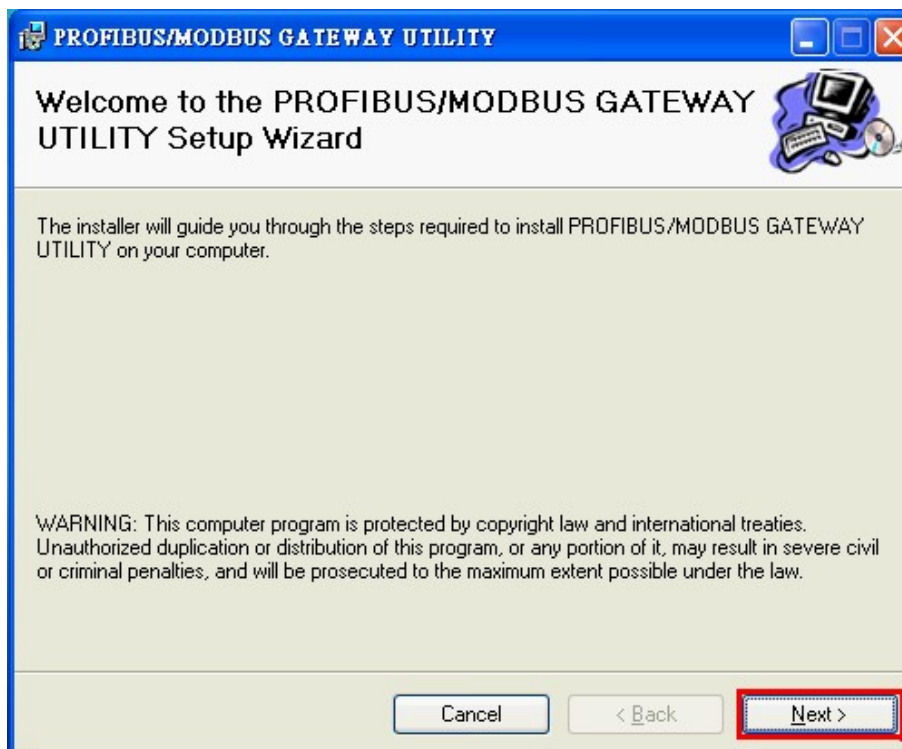 PROFIBUS/MODBUS GATEWAY UTILITY
Welcome to the PROFIBUS/MODBUS GATEWAY
UTILITY Setup Wizard
The installer will guide you through the steps required to install PROFIBUS/MODBUS GATEWAY
UTILITY on your computer.
WARNING: This computer program is protected by copyright law and international treaties.
Unauthorized duplication or distribution of this program, or any portion of it, may result in severe civil
or criminal penalties, and will be prosecuted to the maximum extent possible under the law.
Cancel < Back Next >